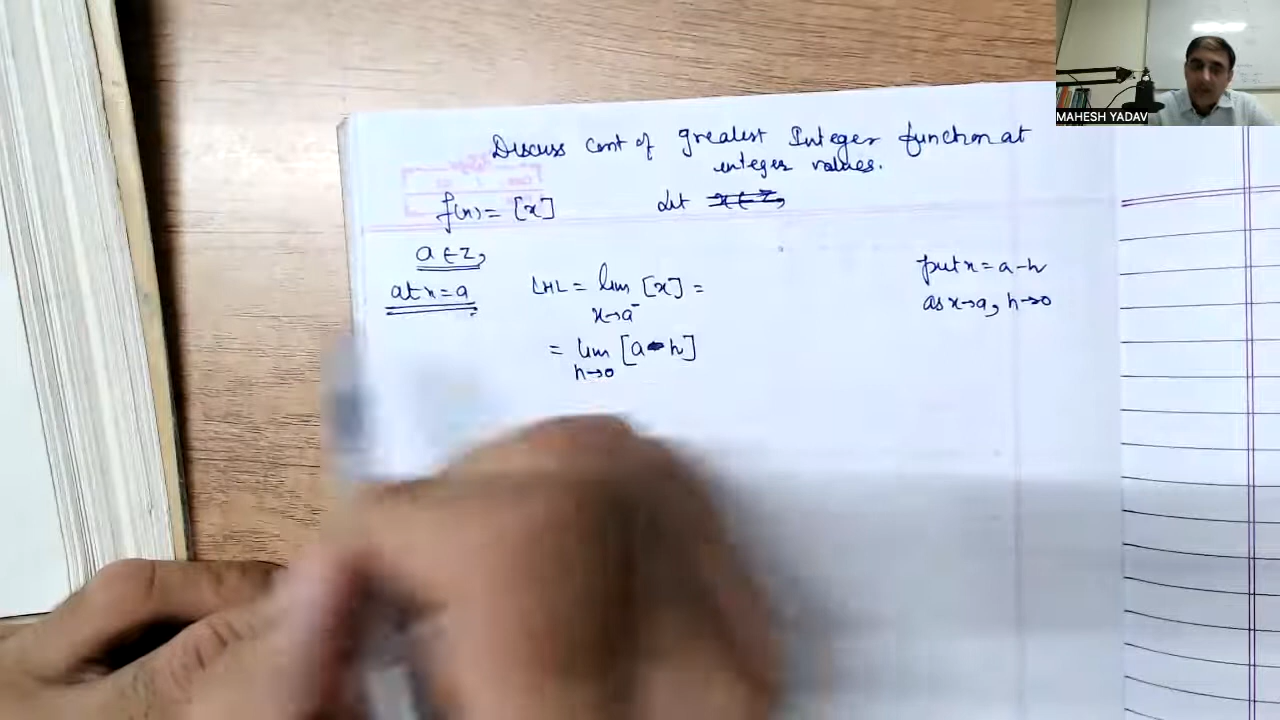 Discuss cont of greatest Integer function at
integer values.
f(x) = [x] Let x ∈ Z,
a ∈ Z,
at x = a
LHL = lim [x] =
x→a⁻
= lim [a - h]
h→0
put x = a - h
as x→a, h→0
MAHESH YADAV